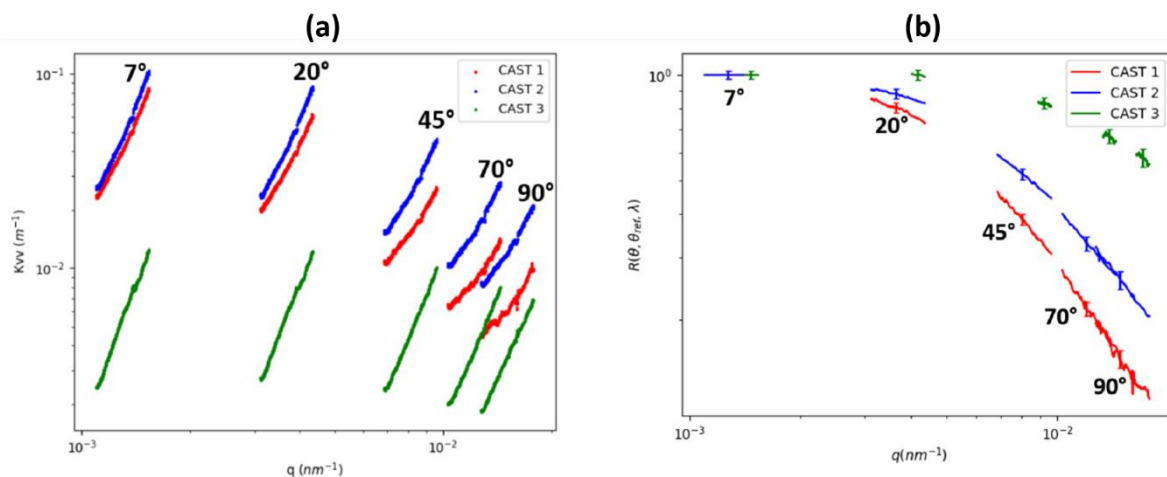 (a)
(b)
10⁻¹
10⁻²
Kvv (m⁻¹)
7°
20°
45°
70°
90°
CAST 1
CAST 2
CAST 3
10⁻³
10⁻²
q (nm⁻¹)
10⁰
R(θ, θref, λ)
7°
20°
45°
70°
90°
CAST 1
CAST 2
CAST 3
10⁻³
10⁻²
q(nm⁻¹)